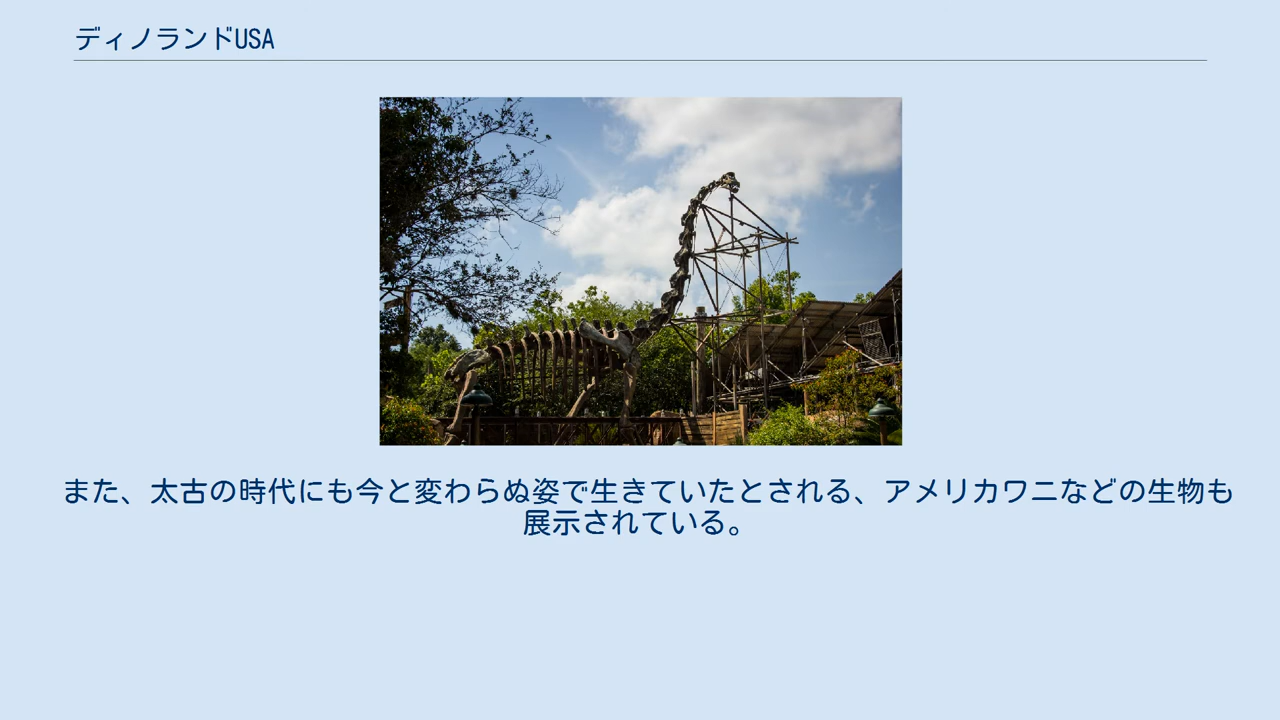 ディノランドUSA
また、太古の時代にも今と変わらぬ姿で生きていたとされる、アメリカワニなどの生物も
展示されている。